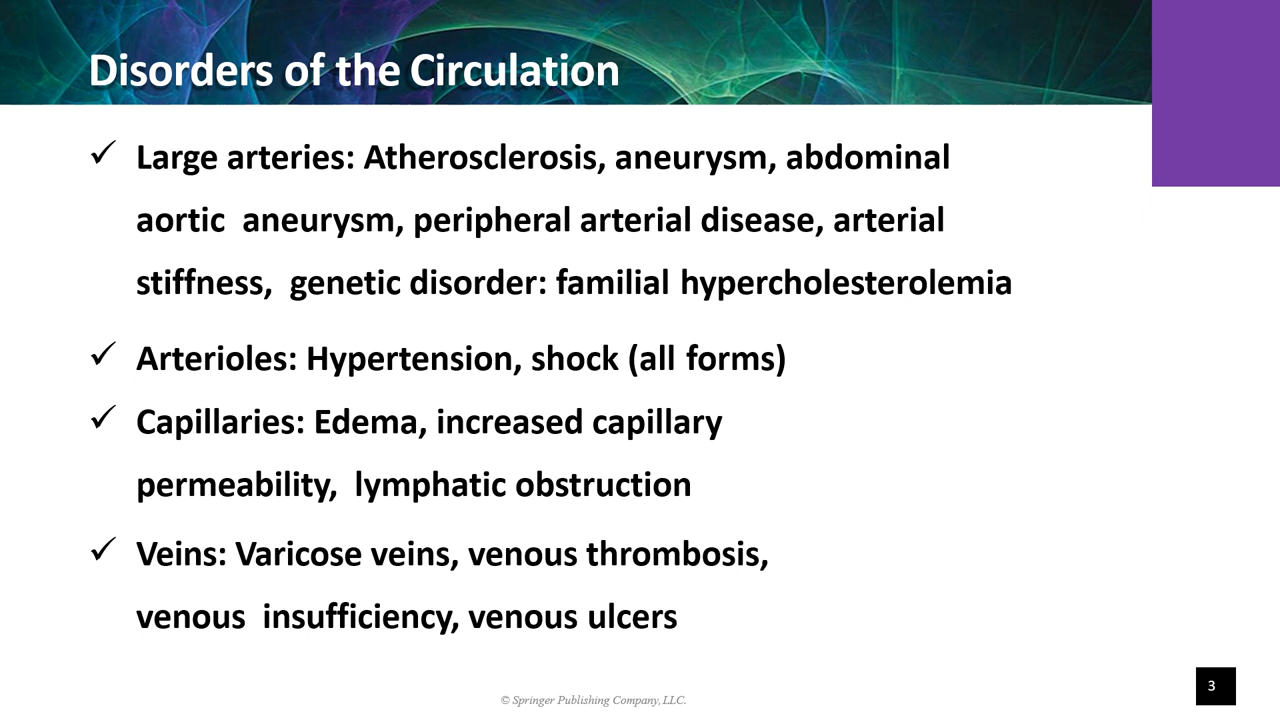 Disorders of the Circulation
✓ Large arteries: Atherosclerosis, aneurysm, abdominal
aortic aneurysm, peripheral arterial disease, arterial
stiffness, genetic disorder: familial hypercholesterolemia
✓ Arterioles: Hypertension, shock (all forms)
✓ Capillaries: Edema, increased capillary
permeability, lymphatic obstruction
✓ Veins: Varicose veins, venous thrombosis,
venous insufficiency, venous ulcers
© Springer Publishing Company, LLC.
3